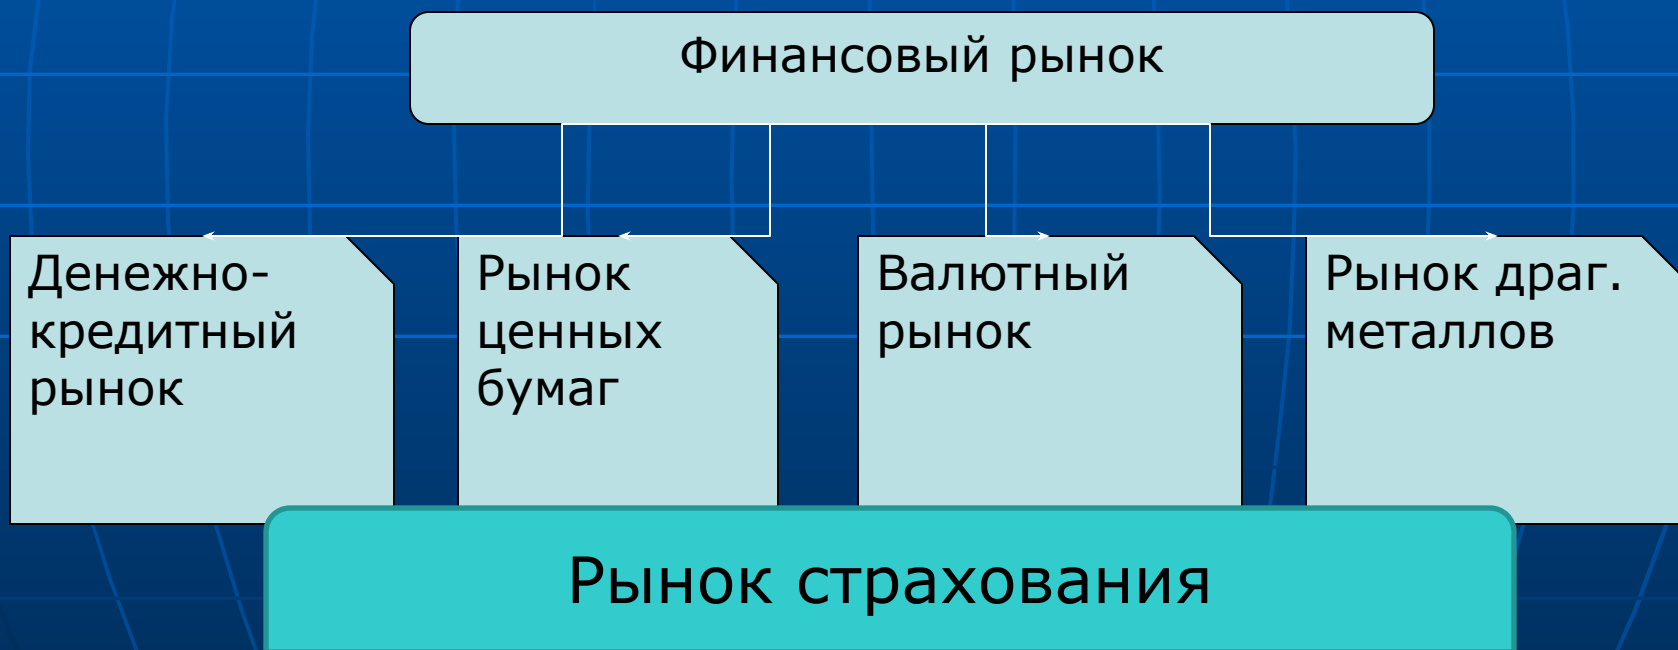 Финансовый рынок
Денежно-
кредитный
рынок
Рынок
ценных
бумаг
Валютный
рынок
Рынок драг.
металлов
Рынок страхования